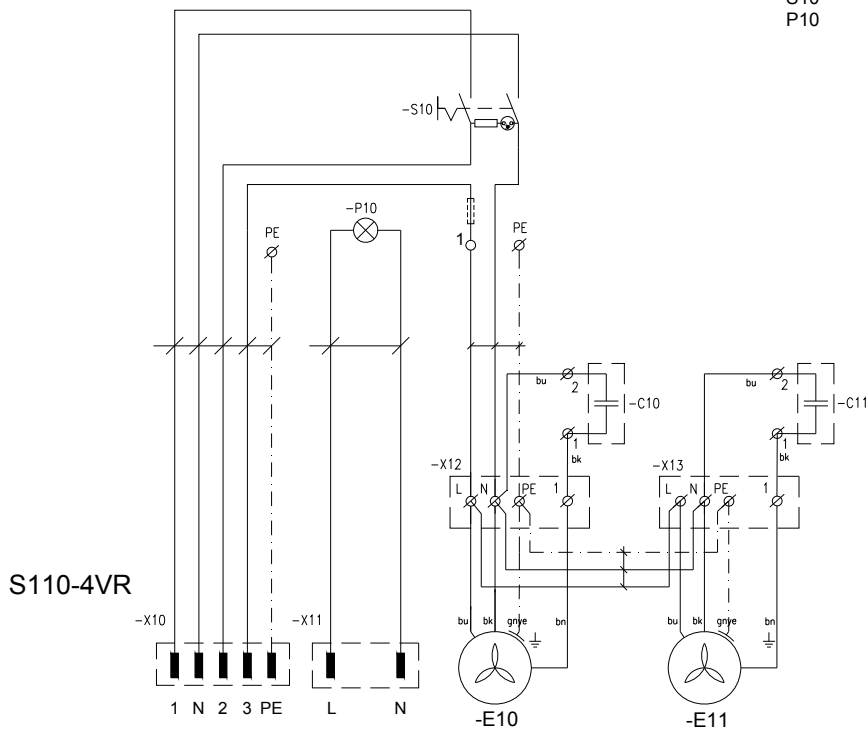 P10
-S10
-P10
PE
1
PE
bu
2
-C10
1
bk
bu
2
-C11
1
bk
-X12
L N PE 1
-X13
L N PE 1
S110-4VR
-X10
-X11
bu bk gnye bn
bu bk gnye bn
1 N 2 3 PE
L N
-E10
-E11